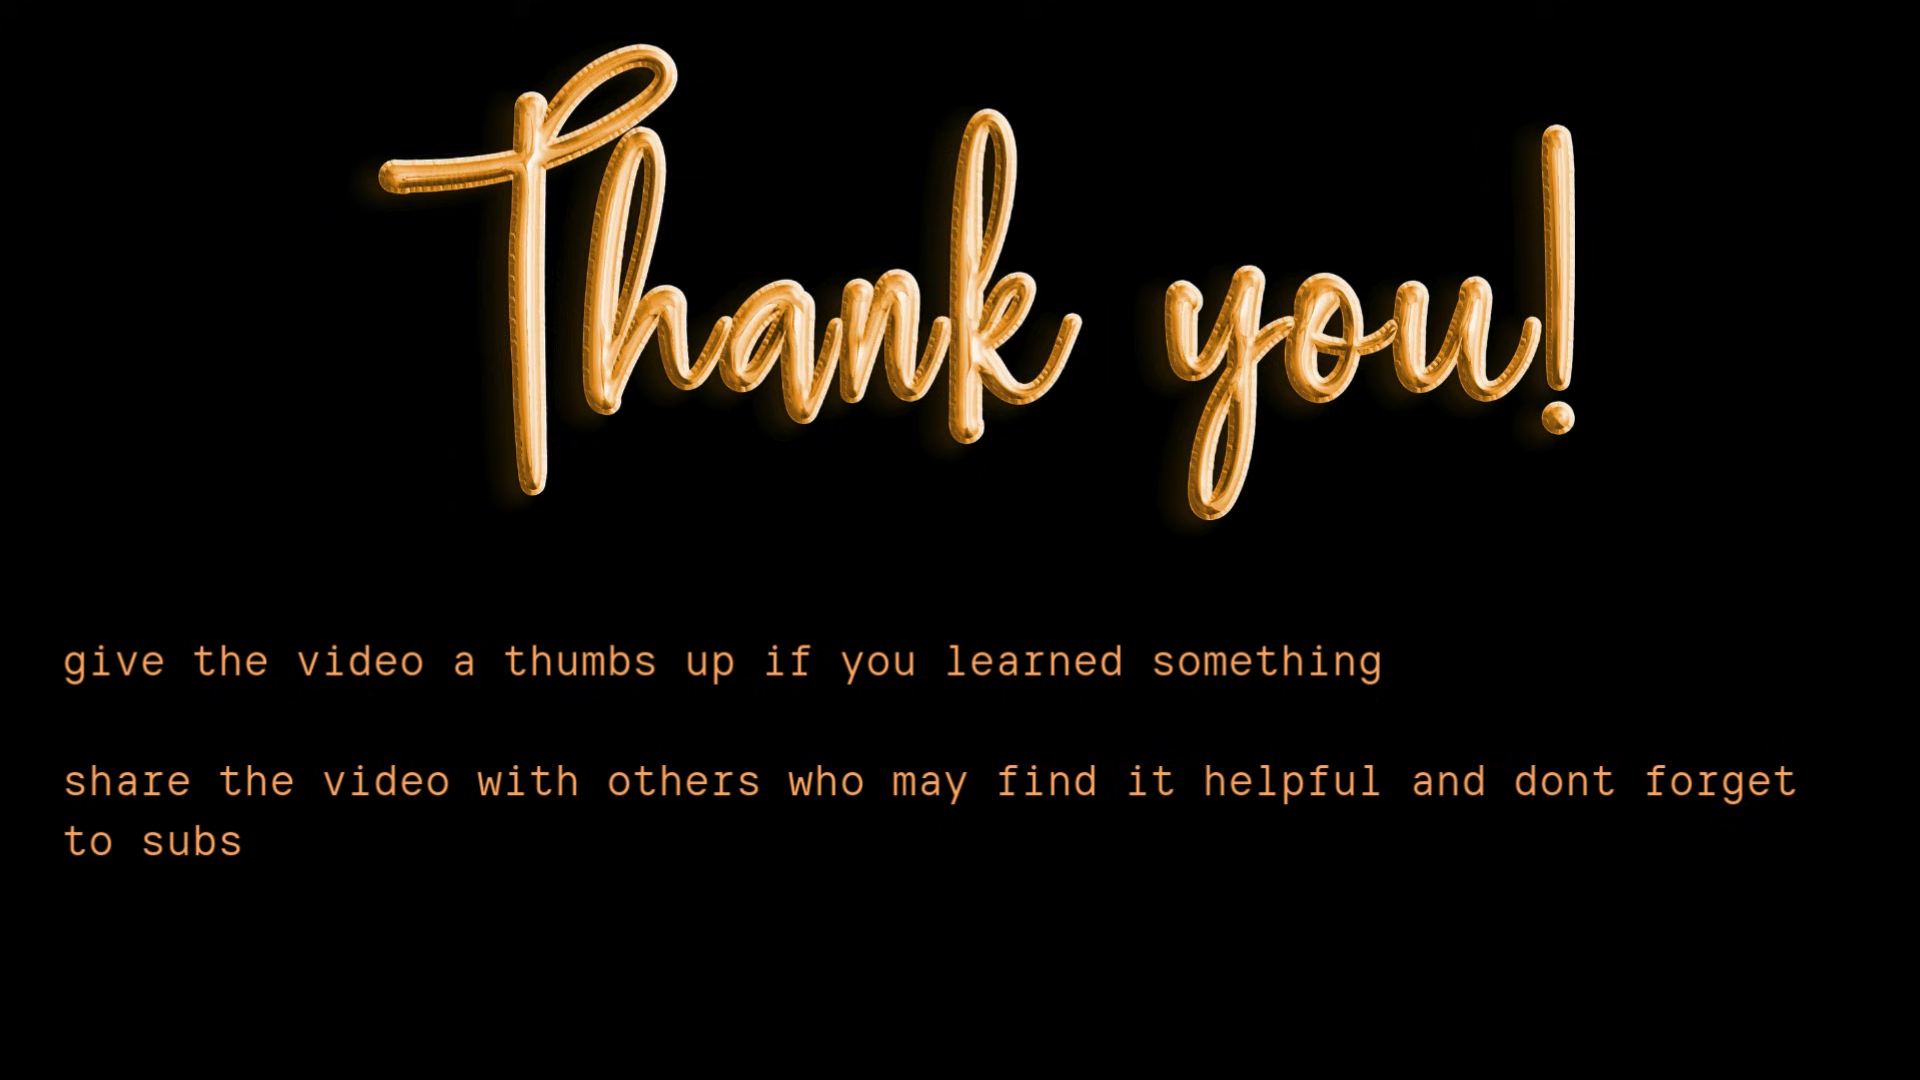 Thank you!
give the video a thumbs up if you learned something
share the video with others who may find it helpful and dont forget
to subs